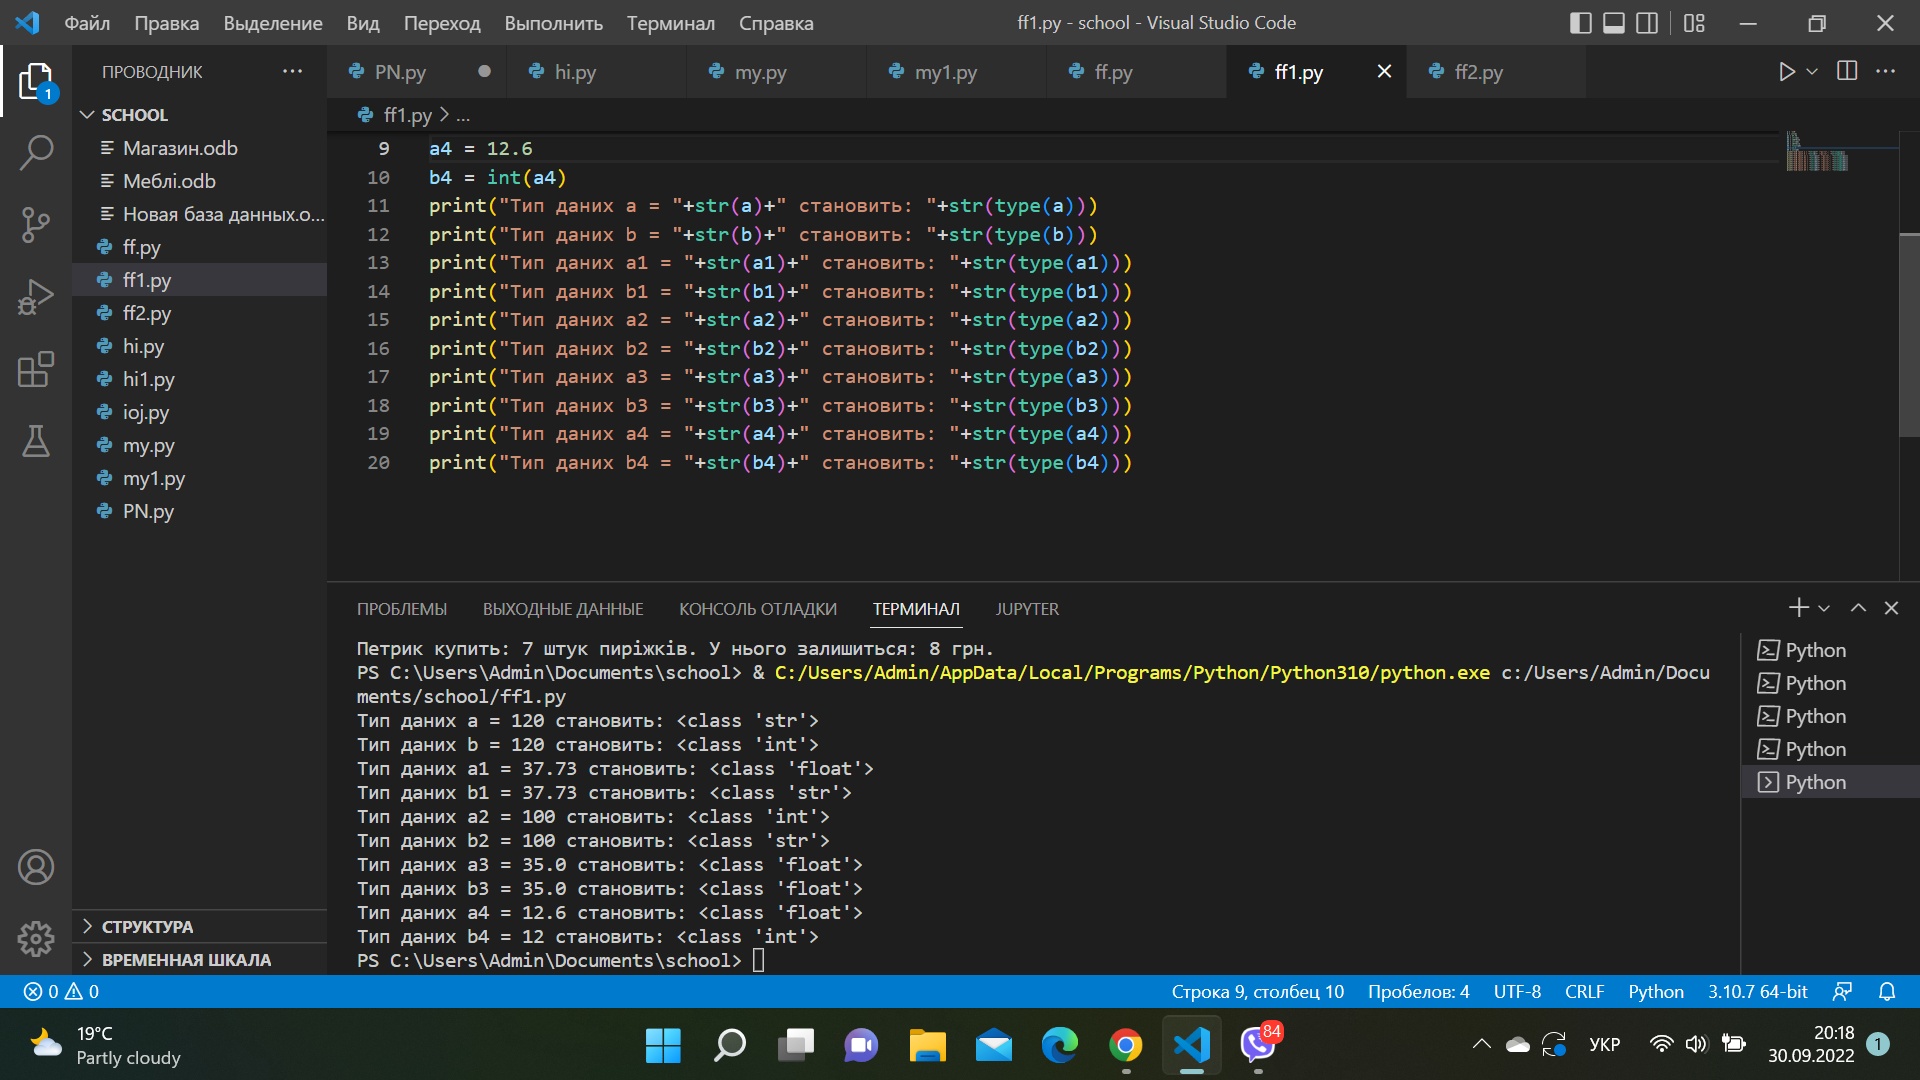 Файл Правка Выделение Вид Переход Выполнить Терминал Справка
ff1.py - school - Visual Studio Code
ПРОВОДНИК
PN.py hi.py my.py my1.py ff.py ff1.py ff2.py
1
SCHOOL
Магазин.odb
Меблі.odb
Новая база данных.o...
ff.py
ff1.py
ff2.py
hi.py
hi1.py
ioj.py
my.py
my1.py
PN.py
СТРУКТУРА
ВРЕМЕННАЯ ШКАЛА
ff1.py > ...
9 a4 = 12.6
10 b4 = int(a4)
11 print("Тип даних a = "+str(a)+" становить: "+str(type(a)))
12 print("Тип даних b = "+str(b)+" становить: "+str(type(b)))
13 print("Тип даних a1 = "+str(a1)+" становить: "+str(type(a1)))
14 print("Тип даних b1 = "+str(b1)+" становить: "+str(type(b1)))
15 print("Тип даних a2 = "+str(a2)+" становить: "+str(type(a2)))
16 print("Тип даних b2 = "+str(b2)+" становить: "+str(type(b2)))
17 print("Тип даних a3 = "+str(a3)+" становить: "+str(type(a3)))
18 print("Тип даних b3 = "+str(b3)+" становить: "+str(type(b3)))
19 print("Тип даних a4 = "+str(a4)+" становить: "+str(type(a4)))
20 print("Тип даних b4 = "+str(b4)+" становить: "+str(type(b4)))
ПРОБЛЕМЫ ВЫХОДНЫЕ ДАННЫЕ КОНСОЛЬ ОТЛАДКИ ТЕРМИНАЛ JUPYTER
Петрик купить: 7 штук пиріжків. У нього залишиться: 8 грн.
PS C:\Users\Admin\Documents\school> & C:/Users/Admin/AppData/Local/Programs/Python/Python310/python.exe c:/Users/Admin/Docu
ments/school/ff1.py
Тип даних a = 120 становить: <class 'str'>
Тип даних b = 120 становить: <class 'int'>
Тип даних a1 = 37.73 становить: <class 'float'>
Тип даних b1 = 37.73 становить: <class 'str'>
Тип даних a2 = 100 становить: <class 'int'>
Тип даних b2 = 100 становить: <class 'str'>
Тип даних a3 = 35.0 становить: <class 'float'>
Тип даних b3 = 35.0 становить: <class 'float'>
Тип даних a4 = 12.6 становить: <class 'float'>
Тип даних b4 = 12 становить: <class 'int'>
PS C:\Users\Admin\Documents\school>
Python
Python
Python
Python
Python
0 0
Строка 9, столбец 10 Пробелов: 4 UTF-8 CRLF Python 3.10.7 64-bit
19°C
Partly cloudy
84
УКР
20:18
30.09.2022
1